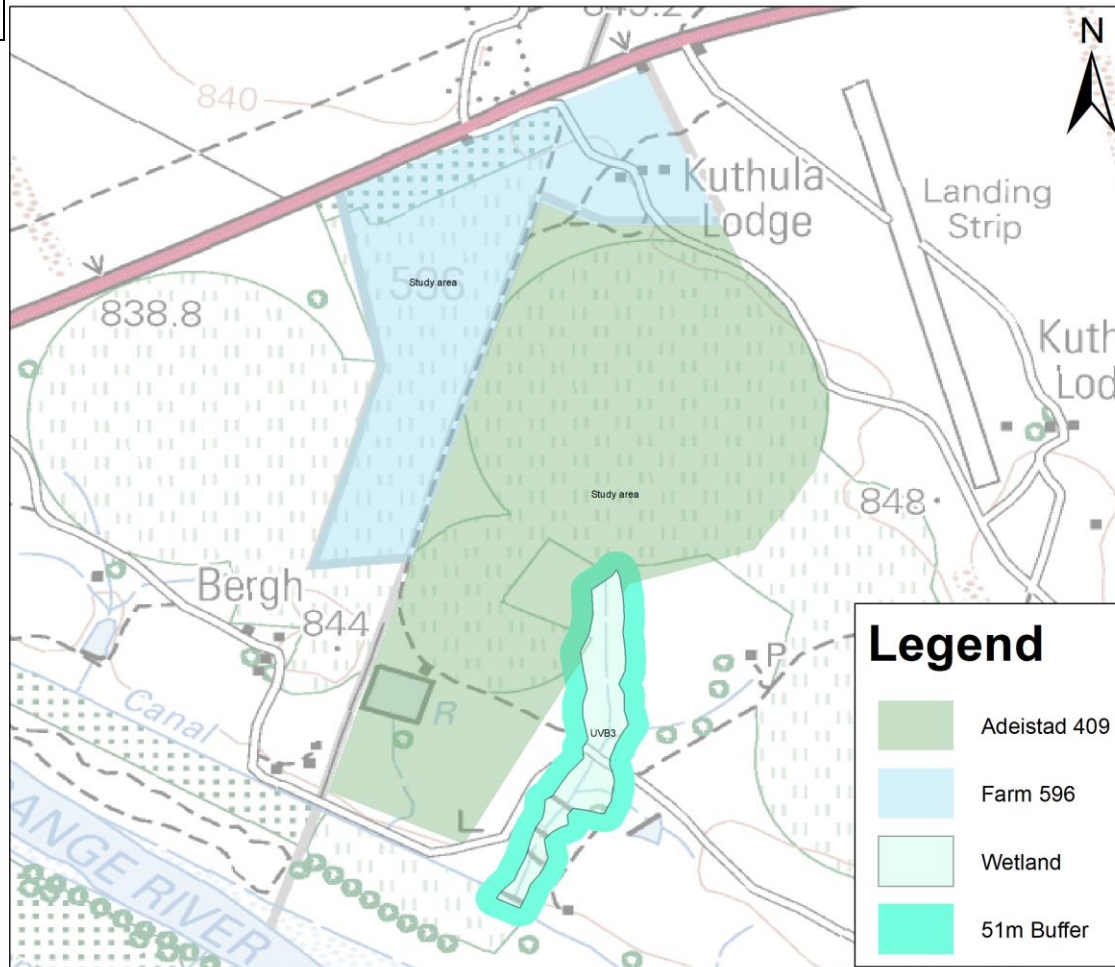 N
840
Kuthula
Lodge
Landing
Strip
596
Study area
838.8
Kuth
Lod
Study area
848
Bergh
844
P
Canal
R
UVB3
L
ANGE RIVER
Legend
Adeistad 409
Farm 596
Wetland
51m Buffer